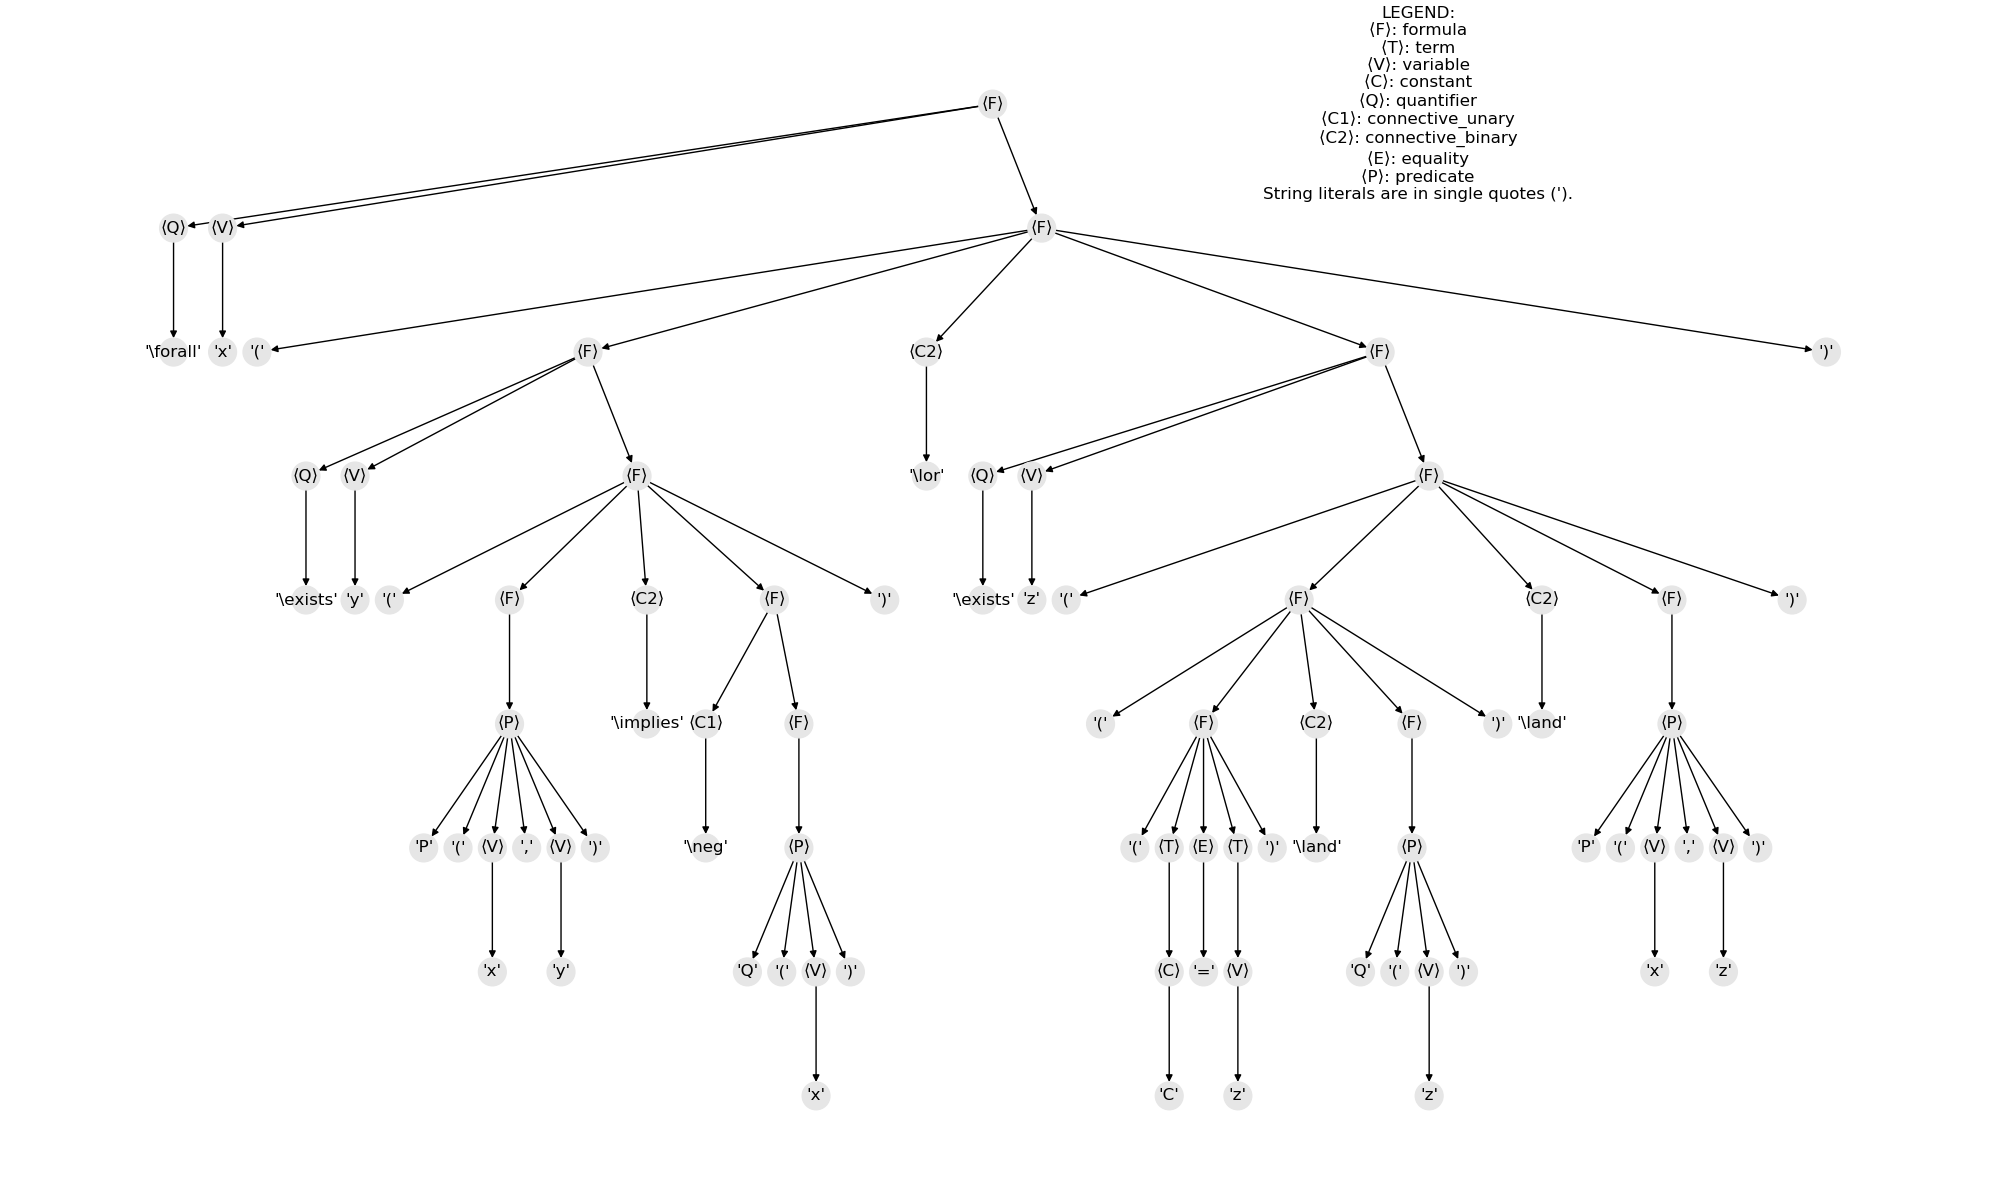 LEGEND:
⟨F⟩: formula
⟨T⟩: term
⟨V⟩: variable
⟨C⟩: constant
⟨Q⟩: quantifier
⟨C1⟩: connective_unary
⟨C2⟩: connective_binary
⟨E⟩: equality
⟨P⟩: predicate
String literals are in single quotes (').
⟨F⟩
⟨Q⟩ ⟨V⟩ ⟨F⟩
'\forall' 'x' '(' ⟨F⟩ ⟨C2⟩ ⟨F⟩ ')'
⟨Q⟩ ⟨V⟩ ⟨F⟩ '\lor' ⟨Q⟩ ⟨V⟩ ⟨F⟩
'\exists' 'y' '(' ⟨F⟩ ⟨C2⟩ ⟨F⟩ ')' '\exists' 'z' '(' ⟨F⟩ ⟨C2⟩ ⟨F⟩ ')'
⟨P⟩ '\implies' ⟨C1⟩ ⟨F⟩ '(' ⟨F⟩ ⟨C2⟩ ⟨F⟩ ')' '\land' ⟨P⟩
'P' '(' ⟨V⟩ ',' ⟨V⟩ ')' '\neg' ⟨P⟩ '(' ⟨T⟩ ⟨E⟩ ⟨T⟩ ')' '\land' ⟨P⟩ 'P' '(' ⟨V⟩ ',' ⟨V⟩ ')'
'x' 'y' 'Q' '(' ⟨V⟩ ')' ⟨C⟩ '=' ⟨V⟩ 'Q' '(' ⟨V⟩ ')' 'x' 'z'
'x' 'C' 'z' 'z'